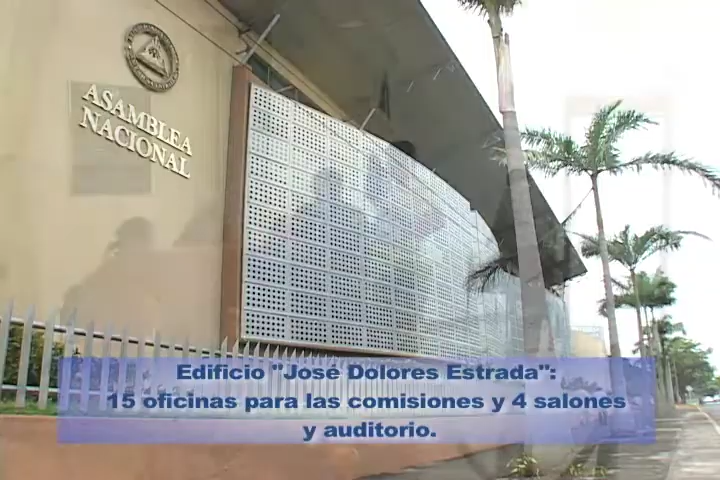 ASAMBLEA
NACIONAL
Edificio "José Dolores Estrada":
15 oficinas para las comisiones y 4 salones
y auditorio.